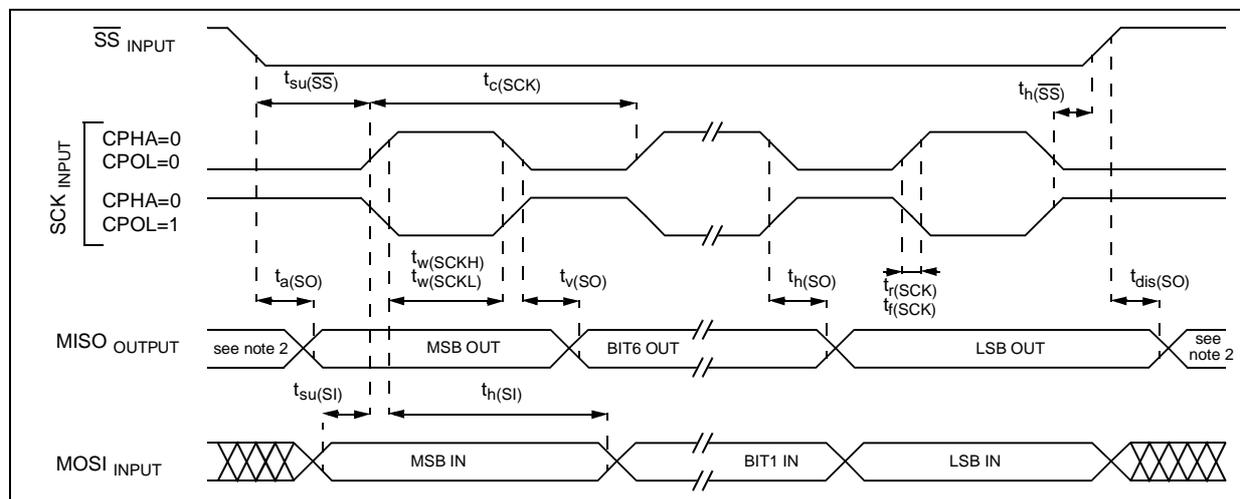 SS INPUT
tsu(SS)
tc(SCK)
th(SS)
SCK INPUT
CPHA=0
CPOL=0
CPHA=0
CPOL=1
ta(SO)
tw(SCKH)
tw(SCKL)
tv(SO)
th(SO)
tr(SCK)
tf(SCK)
tdis(SO)
MISO OUTPUT
see note 2
MSB OUT
BIT6 OUT
LSB OUT
see
note 2
tsu(SI)
th(SI)
MOSI INPUT
MSB IN
BIT1 IN
LSB IN